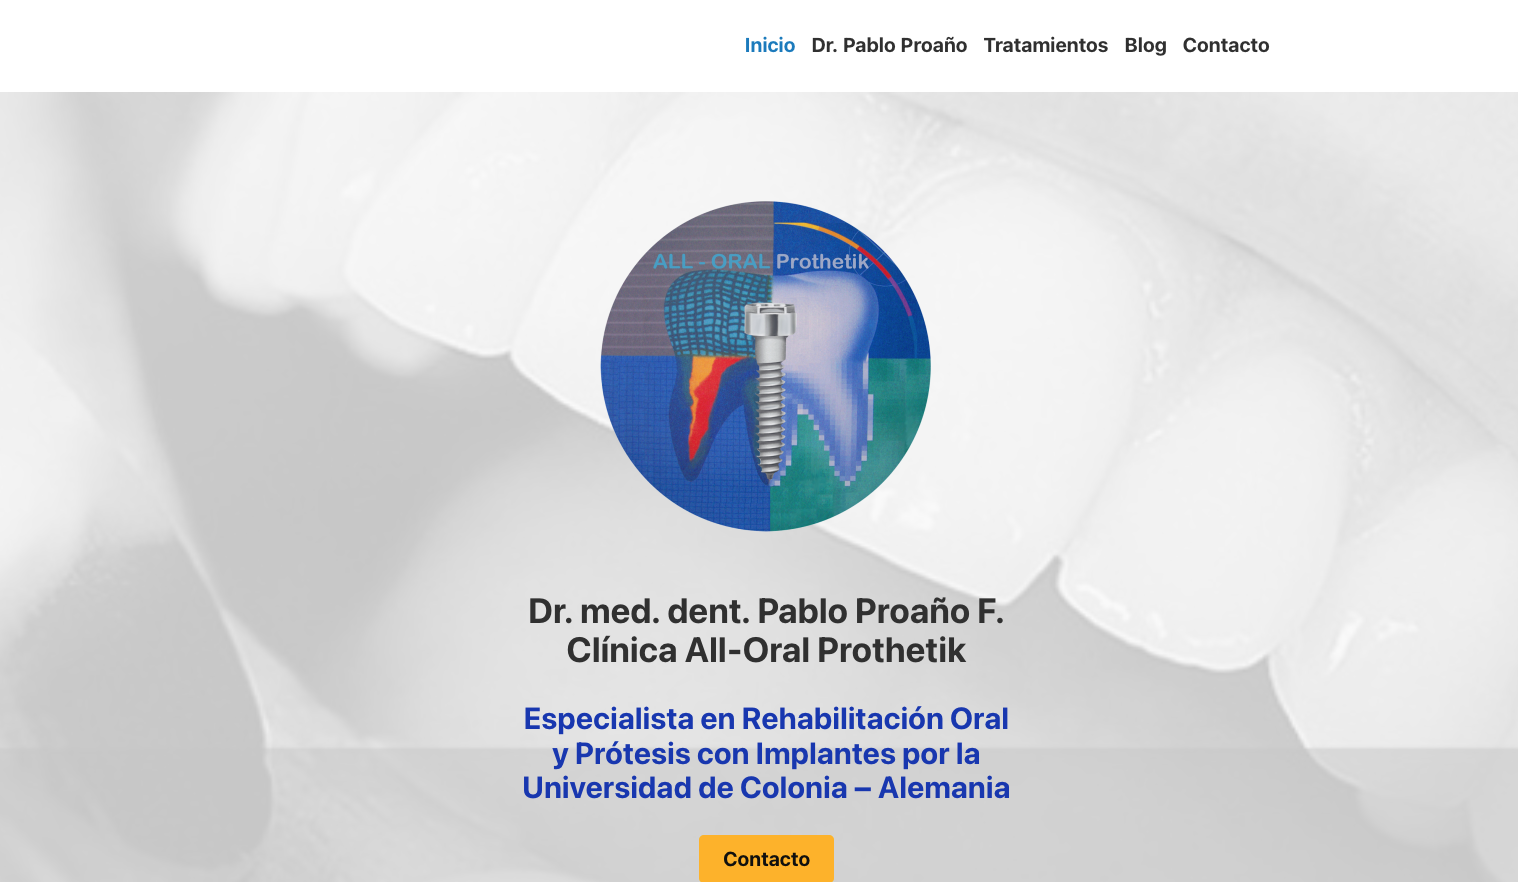 Inicio Dr. Pablo Proaño Tratamientos Blog Contacto
ALL - ORAL Prothetik
Dr. med. dent. Pablo Proaño F.
Clínica All-Oral Prothetik
Especialista en Rehabilitación Oral
y Prótesis con Implantes por la
Universidad de Colonia – Alemania
Contacto